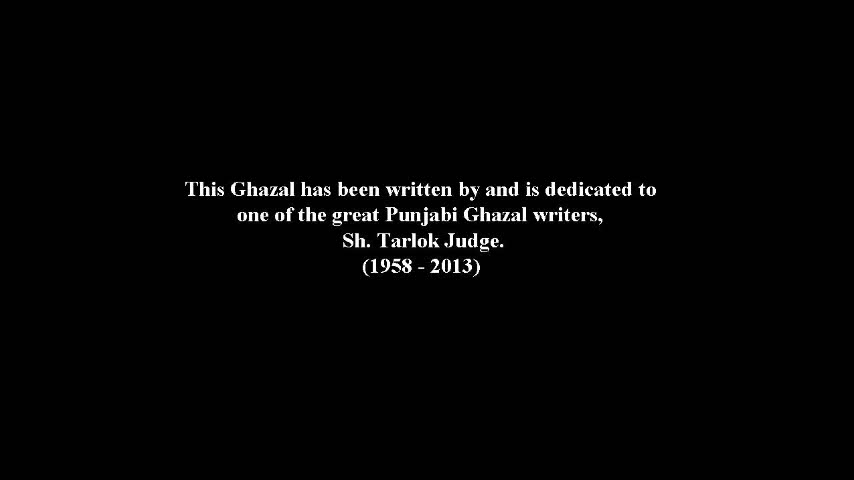 This Ghazal has been written by and is dedicated to
one of the great Punjabi Ghazal writers,
Sh. Tarlok Judge.
(1958 - 2013)